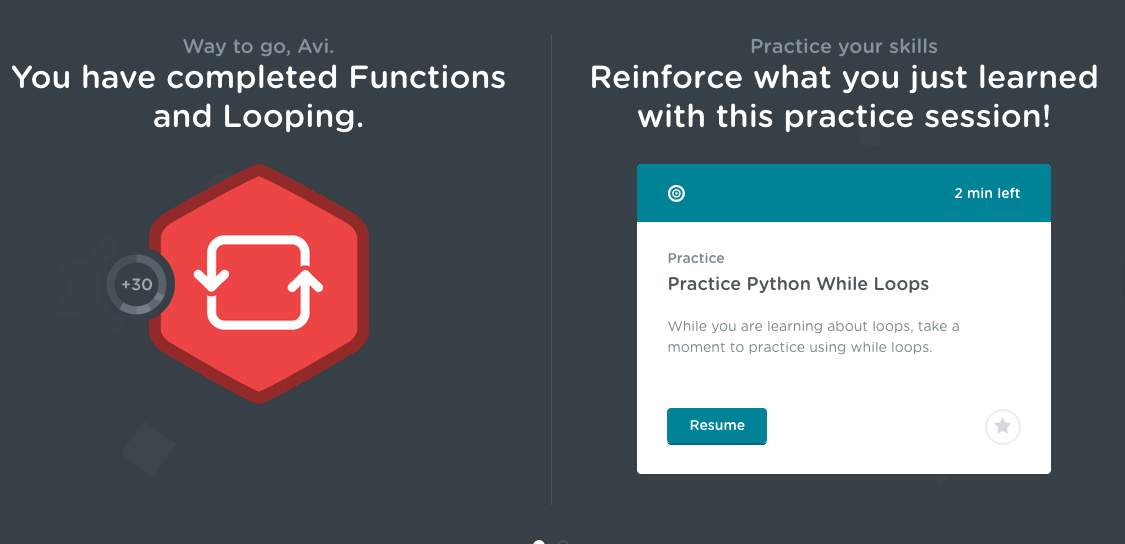 Way to go, Avi.
You have completed Functions
and Looping.
+30
Practice your skills
Reinforce what you just learned
with this practice session!
2 min left
Practice
Practice Python While Loops
While you are learning about loops, take a
moment to practice using while loops.
Resume